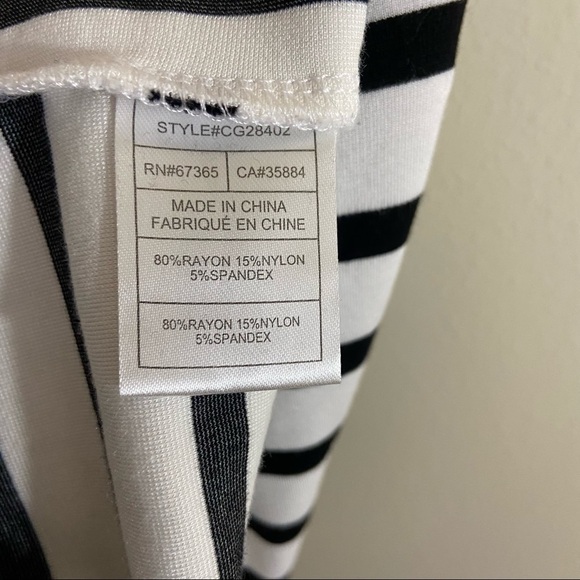 STYLE#CG28402
RN#67365 CA#35884
MADE IN CHINA
FABRIQUÉ EN CHINE
80%RAYON 15%NYLON
5%SPANDEX
80%RAYON 15%NYLON
5%SPANDEX